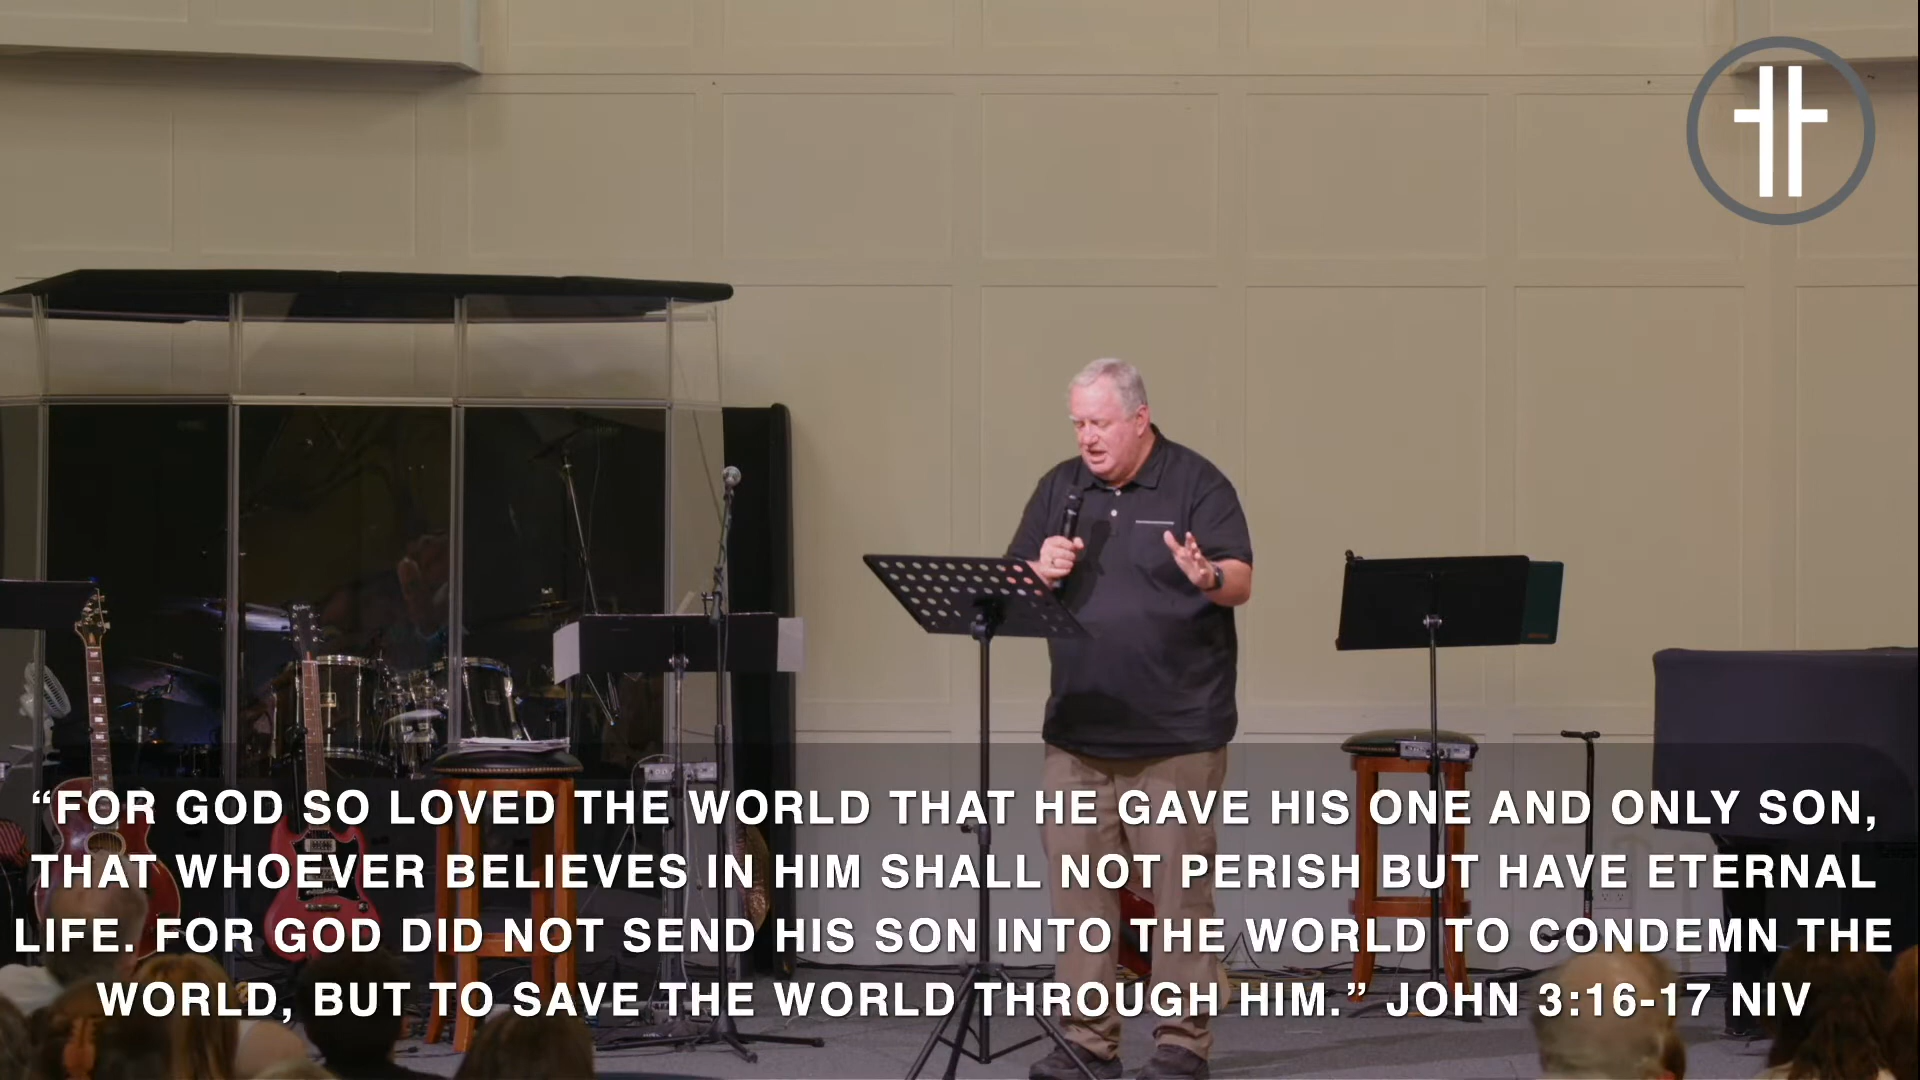 “FOR GOD SO LOVED THE WORLD THAT HE GAVE HIS ONE AND ONLY SON,
THAT WHOEVER BELIEVES IN HIM SHALL NOT PERISH BUT HAVE ETERNAL
LIFE. FOR GOD DID NOT SEND HIS SON INTO THE WORLD TO CONDEMN THE
WORLD, BUT TO SAVE THE WORLD THROUGH HIM.” JOHN 3:16-17 NIV